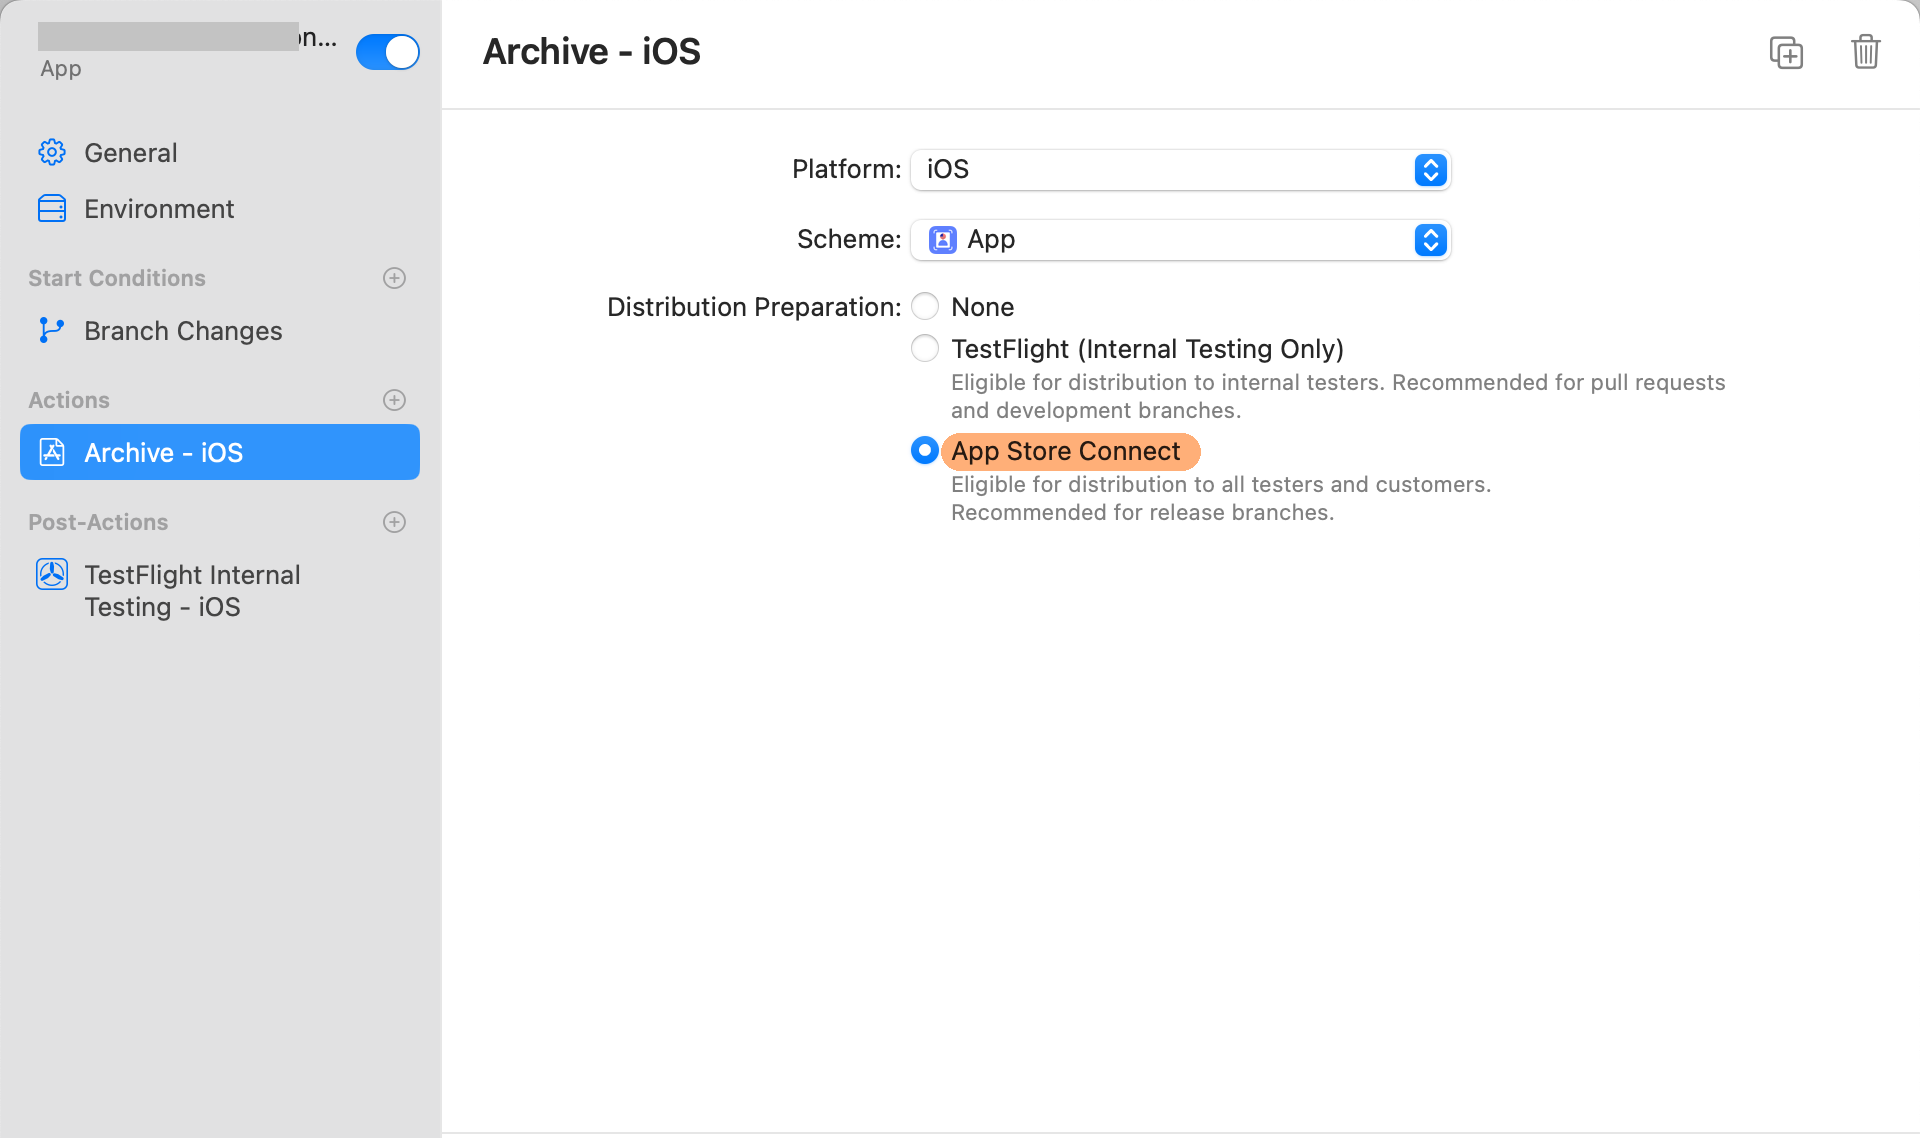 n...
App
General
Environment
Start Conditions
Branch Changes
Actions
Archive - iOS
Post-Actions
TestFlight Internal
Testing - iOS
Archive - iOS
Platform: iOS
Scheme: App
Distribution Preparation: None
TestFlight (Internal Testing Only)
Eligible for distribution to internal testers. Recommended for pull requests
and development branches.
App Store Connect
Eligible for distribution to all testers and customers.
Recommended for release branches.